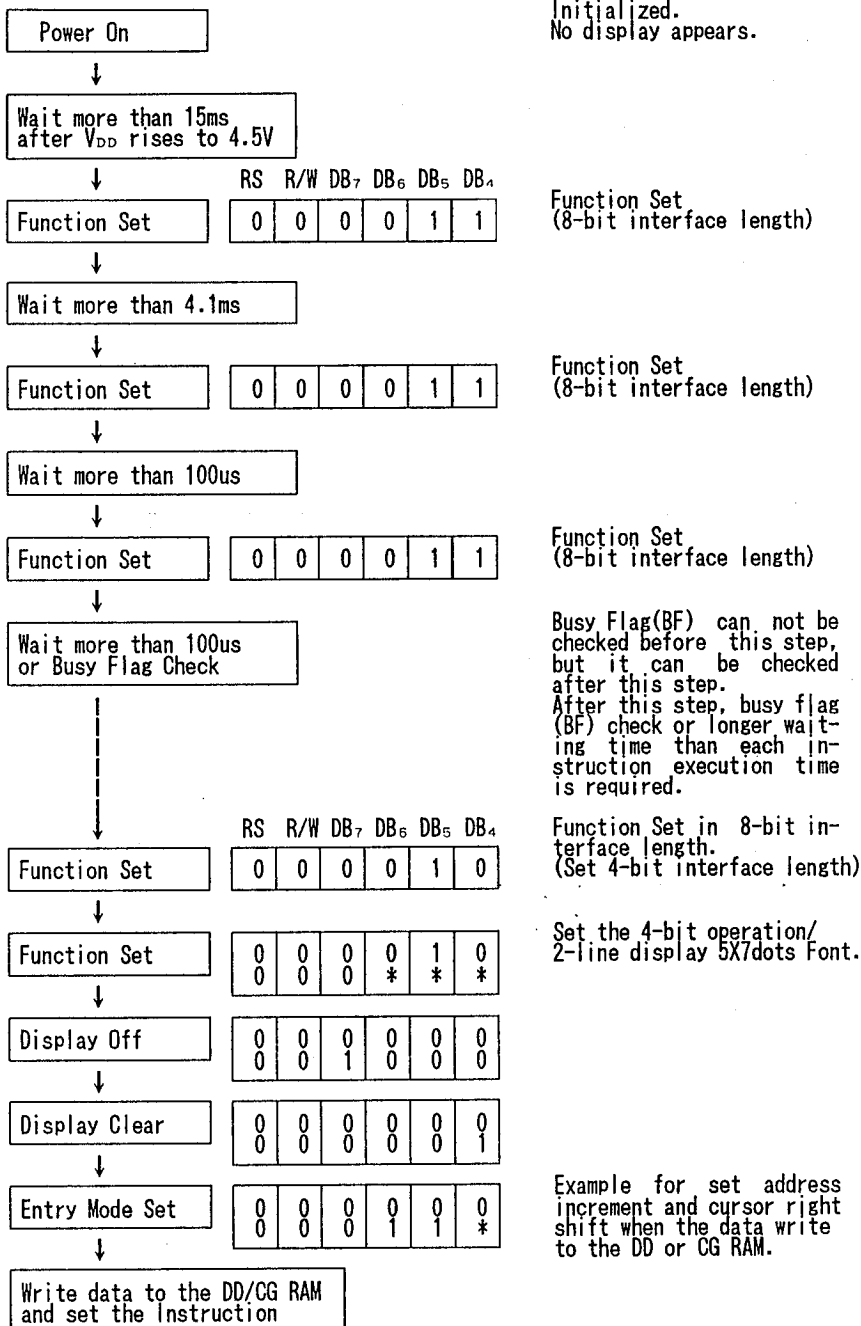 Initialized.
No display appears.
Power On
↓
Wait more than 15ms
after VDD rises to 4.5V
↓
RS R/W DB7 DB6 DB5 DB4
Function Set 0 0 0 0 1 1
Function Set
(8-bit interface length)
↓
Wait more than 4.1ms
↓
Function Set 0 0 0 0 1 1
Function Set
(8-bit interface length)
↓
Wait more than 100us
↓
Function Set 0 0 0 0 1 1
Function Set
(8-bit interface length)
↓
Wait more than 100us
or Busy Flag Check
Busy Flag(BF) can not be
checked before this step,
but it can be checked
after this step.
After this step, busy flag
(BF) check or longer wait-
ing time than each in-
struction execution time
is required.
RS R/W DB7 DB6 DB5 DB4
Function Set 0 0 0 0 1 0
Function Set in 8-bit in-
terface length.
(Set 4-bit interface length)
↓
Function Set 0 0 0 0 1 0
0 0 0 * * *
Set the 4-bit operation/
2-line display 5X7dots Font.
↓
Display Off 0 0 0 0 0 0
0 0 1 0 0 0
↓
Display Clear 0 0 0 0 0 0
0 0 0 0 0 1
↓
Entry Mode Set 0 0 0 0 0 0
0 0 0 1 1 *
Example for set address
increment and cursor right
shift when the data write
to the DD or CG RAM.
↓
Write data to the DD/CG RAM
and set the Instruction